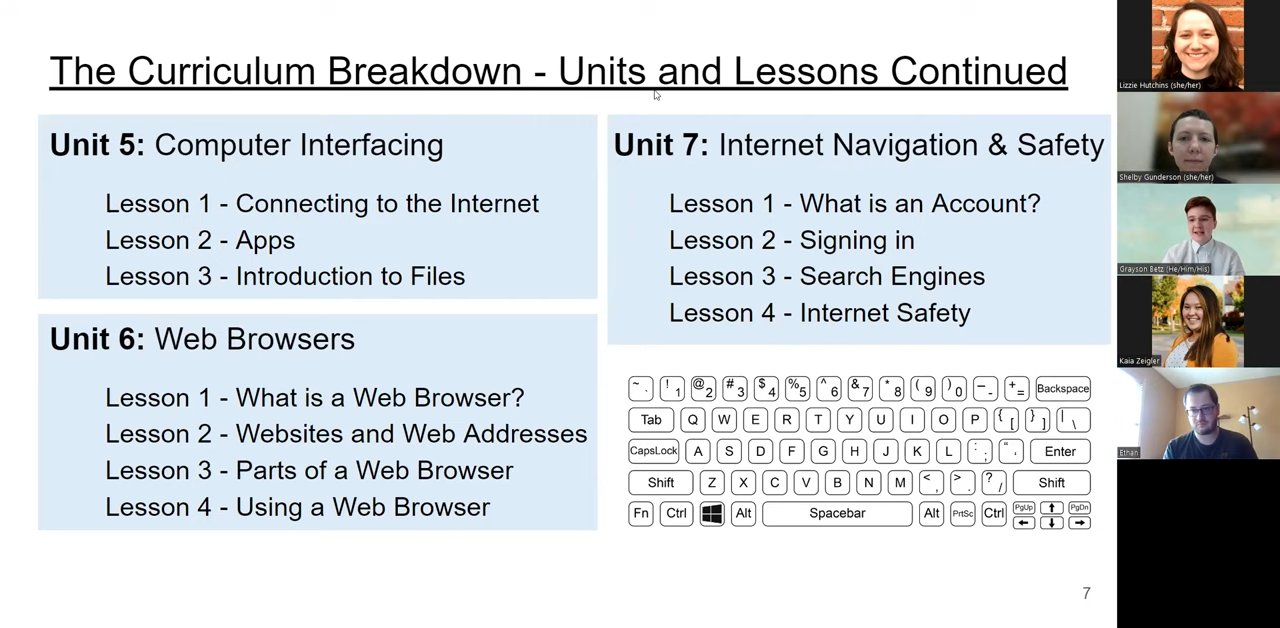 The Curriculum Breakdown - Units and Lessons Continued
Unit 5: Computer Interfacing
Lesson 1 - Connecting to the Internet
Lesson 2 - Apps
Lesson 3 - Introduction to Files
Unit 6: Web Browsers
Lesson 1 - What is a Web Browser?
Lesson 2 - Websites and Web Addresses
Lesson 3 - Parts of a Web Browser
Lesson 4 - Using a Web Browser
Unit 7: Internet Navigation & Safety
Lesson 1 - What is an Account?
Lesson 2 - Signing in
Lesson 3 - Search Engines
Lesson 4 - Internet Safety
~ . ! 1 @ 2 # 3 $ 4 % 5 ^ 6 & 7 * 8 ( 9 ) 0 _ - + = Backspace
Tab Q W E R T Y U I O P { [ } ] | \
CapsLock A S D F G H J K L : ; “ ‘ Enter
Shift Z X C V B N M < , > . ? / Shift
Fn Ctrl Alt Spacebar Alt PrtSc Ctrl PgUp ↑ PgDn
← ↓ →
7
Lizzie Hutchins (she/her)
Shelby Gunderson (she/her)
Grayson Betz (He/Him/His)
Kaia Zeigler
Ethan